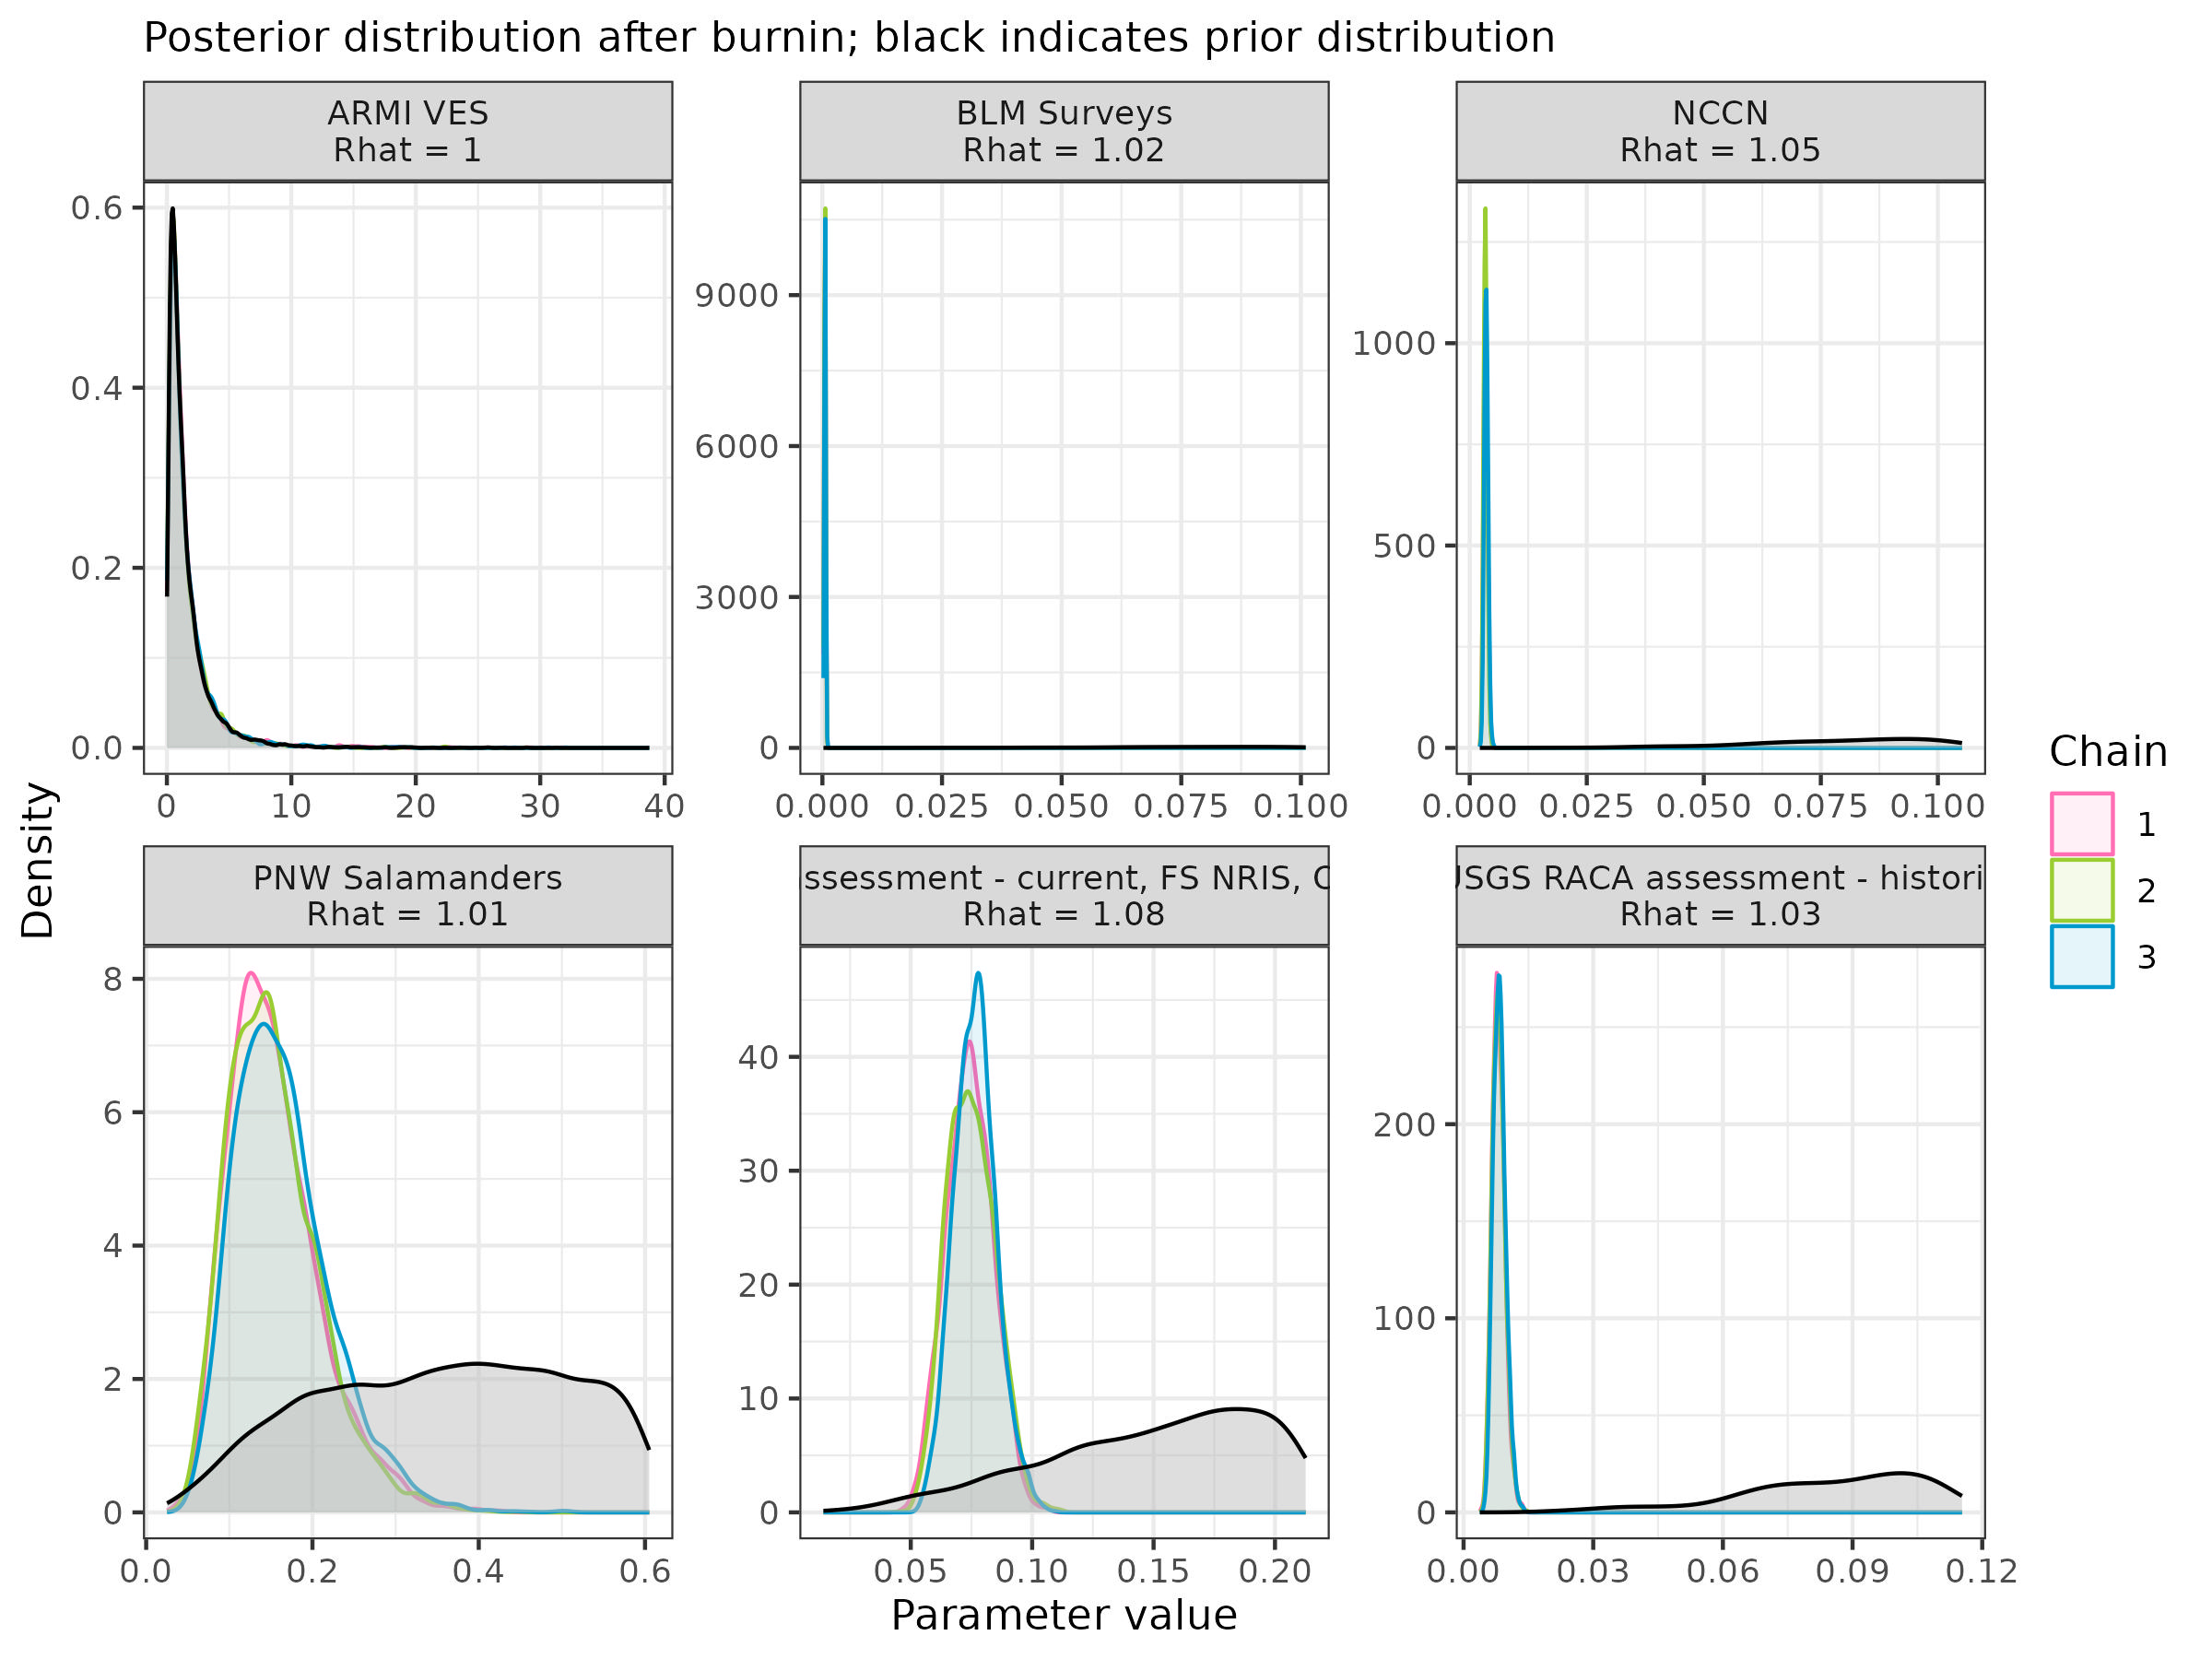 Posterior distribution after burnin; black indicates prior distribution
ARMI VES
Rhat = 1
BLM Surveys
Rhat = 1.02
NCCN
Rhat = 1.05
0.6
0.4
0.2
0.0
9000
6000
3000
0
1000
500
0
0 10 20 30 40
0.000 0.025 0.050 0.075 0.100
0.000 0.025 0.050 0.075 0.100
PNW Salamanders
Rhat = 1.01
ssessment - current, FS NRIS,
Rhat = 1.08
USGS RACA assessment - histori
Rhat = 1.03
8
6
4
2
0
40
30
20
10
0
200
100
0
0.0 0.2 0.4 0.6
0.05 0.10 0.15 0.20
0.00 0.03 0.06 0.09 0.12
Density
Parameter value
Chain
1
2
3